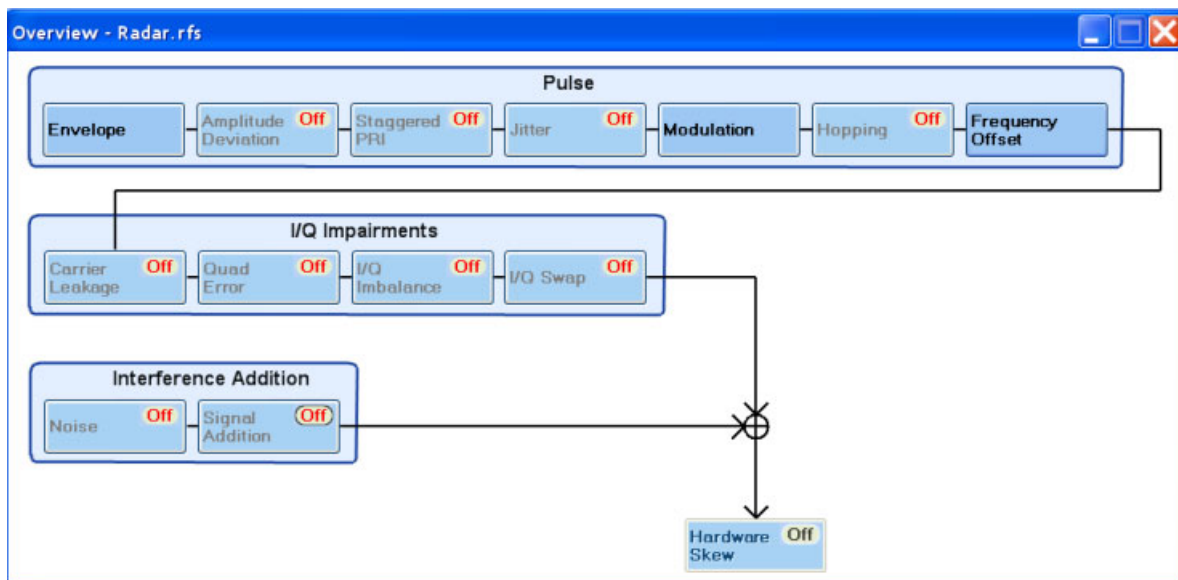 Overview - Radar.rfs
Pulse
Envelope
Amplitude Deviation Off
Staggered PRI Off
Jitter Off
Modulation
Hopping Off
Frequency Offset
I/Q Impairments
Carrier Leakage Off
Quad Error Off
I/Q Imbalance Off
I/Q Swap Off
Interference Addition
Noise Off
Signal Addition Off
Hardware Skew Off